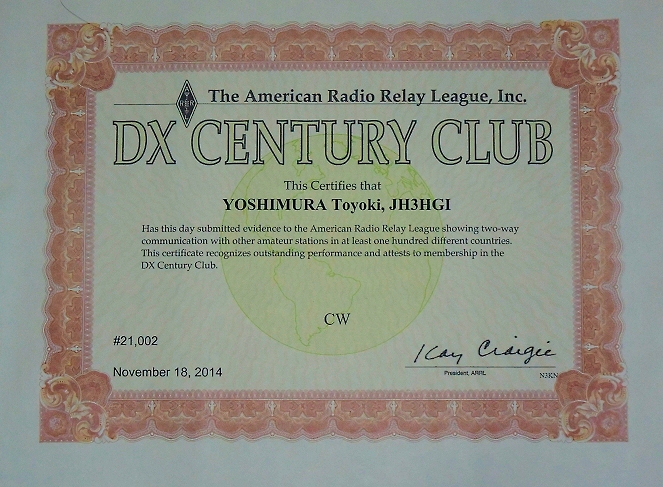 The American Radio Relay League, Inc.
DX CENTURY CLUB
This Certifies that
YOSHIMURA Toyoki, JH3HGI
Has this day submitted evidence to the American Radio Relay League showing two-way
communication with other amateur stations in at least one hundred different countries.
This certificate recognizes outstanding performance and attests to membership in the
DX Century Club.
CW
#21,002
Kay Craigie
November 18, 2014
President, ARRL
N3KN